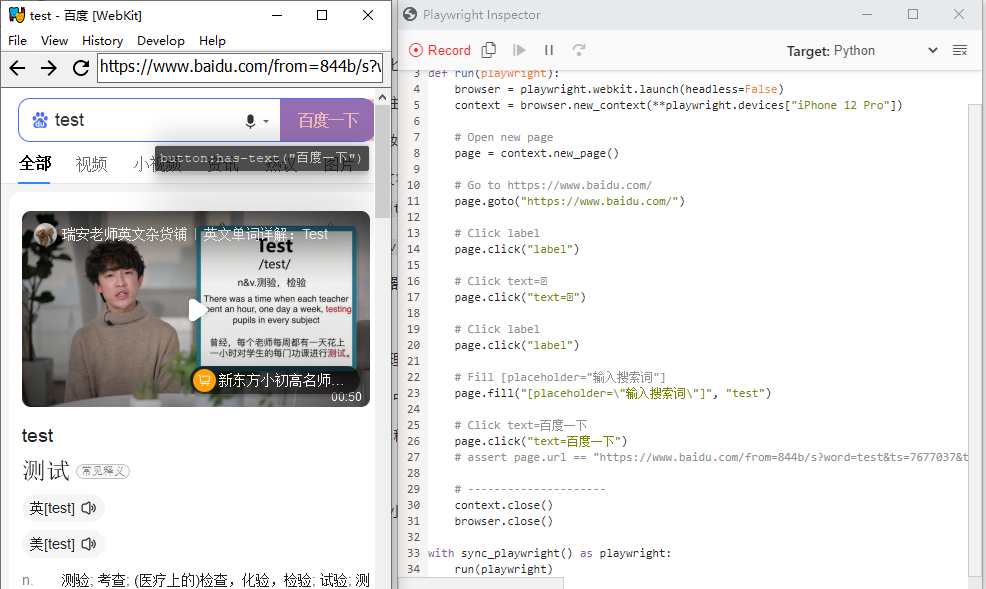 test - 百度 [WebKit]
File View History Develop Help
https://www.baidu.com/from=844b/s?
test 百度一下
button:has-text("百度一下")
全部 视频 小视频 资讯 热议 图片
瑞安老师英文杂货铺 | 英文单词详解：Test
Test
/test/
n&v.测验，检验
There was a time when each teacher
spent an hour, one day a week, testing
pupils in every subject
曾经，每个老师每周都有一天花上
一小时对学生的每门功课进行测试。
新东方小初高名师...
00:50
test
测试 常见释义
英[test]
美[test]
n. 测验; 考查; (医疗上的)检查，化验，检验; 试验; 测
Playwright Inspector
Record Target: Python
3 def run(playwright):
4 browser = playwright.webkit.launch(headless=False)
5 context = browser.new_context(**playwright.devices["iPhone 12 Pro"])
6
7 # Open new page
8 page = context.new_page()
9
10 # Go to https://www.baidu.com/
11 page.goto("https://www.baidu.com/")
12
13 # Click label
14 page.click("label")
15
16 # Click text=
17 page.click("text=")
18
19 # Click label
20 page.click("label")
21
22 # Fill [placeholder="输入搜索词"]
23 page.fill("[placeholder=\"输入搜索词\"]", "test")
24
25 # Click text=百度一下
26 page.click("text=百度一下")
27 # assert page.url == "https://www.baidu.com/from=844b/s?word=test&ts=7677037&t
28
29 # ---------------------
30 context.close()
31 browser.close()
32
33 with sync_playwright() as playwright:
34 run(playwright)